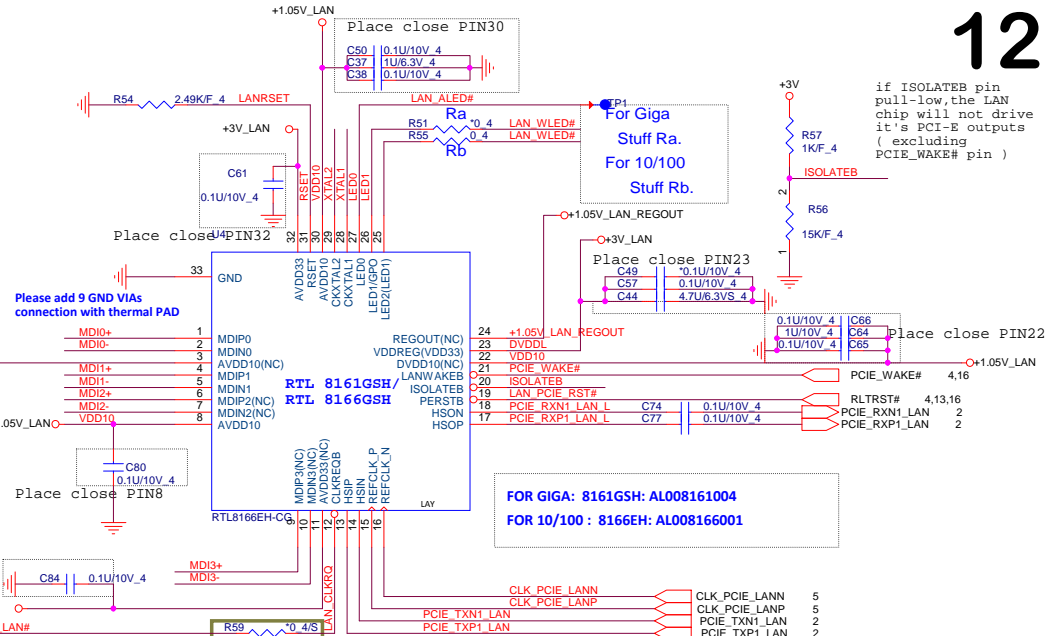 +1.05V_LAN
12
Place close PIN30
C50 0.1U/10V_4
C37 1U/6.3V_4
C38 0.1U/10V_4
+3V
if ISOLATEB pin
pull-low,the LAN
chip will not drive
it's PCI-E outputs
( excluding
PCIE_WAKE# pin )
R54 2.49K/F_4 LANRSET
LAN_ALED#
TP1
Ra
R51 *0_4 LAN_WLED#
R55 0_4 LAN_WLED#
Rb
For Giga
Stuff Ra.
For 10/100
Stuff Rb.
+3V_LAN
R57
1K/F_4
ISOLATEB
C61
0.1U/10V_4
RSET
VDD10
XTAL2
XTAL1
LED0
LED1
2
R56
15K/F_4
1
+1.05V_LAN_REGOUT
+3V_LAN
Place close PIN32
U4
32
31
30
29
28
27
26
25
Place close PIN23
C49 *0.1U/10V_4
C57 0.1U/10V_4
C44 4.7U/6.3VS_4
33 GND
AVDD33
RSET
AVDD10
CKXTAL2
CKXTAL1
LED0
LED1/GPO
LED2(LED1)
Please add 9 GND VIAs
connection with thermal PAD
0.1U/10V_4 C66
1U/10V_4 C64
0.1U/10V_4 C65
Place close PIN22
+1.05V_LAN
MDI0+ 1 MDIP0
MDI0- 2 MDIN0
3 AVDD10(NC)
MDI1+ 4 MDIP1
MDI1- 5 MDIN1
MDI2+ 6 MDIP2(NC)
MDI2- 7 MDIN2(NC)
.05V_LAN VDD10 8 AVDD10
RTL 8161GSH/
RTL 8166GSH
REGOUT(NC) 24 +1.05V_LAN_REGOUT
VDDREG(VDD33) 23 DVDDL
DVDD10(NC) 22 VDD10
LANWAKEB 21 PCIE_WAKE# PCIE_WAKE# 4,16
ISOLATEB 20 ISOLATEB
PERSTB 19 LAN_PCIE_RST# RLTRST# 4,13,16
HSON 18 PCIE_RXN1_LAN_L C74 0.1U/10V_4 PCIE_RXN1_LAN 2
HSOP 17 PCIE_RXP1_LAN_L C77 0.1U/10V_4 PCIE_RXP1_LAN 2
C80
0.1U/10V_4
Place close PIN8
MDIP3(NC)
MDIN3(NC)
AVDD33(NC)
CLKREQB
HSIP
HSIN
REFCLK_P
REFCLK_N
LAY
RTL8166EH-CG
9
10
11
12
13
14
15
16
FOR GIGA: 8161GSH: AL008161004
FOR 10/100 : 8166EH: AL008166001
MDI3+
MDI3-
C84 0.1U/10V_4
LAN_CLKRQ
CLK_PCIE_LANN CLK_PCIE_LANN 5
CLK_PCIE_LANP CLK_PCIE_LANP 5
PCIE_TXN1_LAN PCIE_TXN1_LAN 2
PCIE_TXP1_LAN PCIE_TXP1_LAN 2
LAN#
R59 *0_4/S